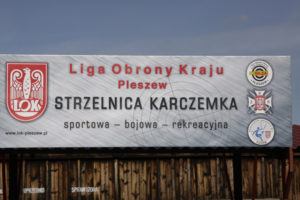 Liga Obrony Kraju
Pleszew
STRZELNICA KARCZEMKA
sportowa – bojowa – rekreacyjna
LOK
www.lok-pleszew.pl